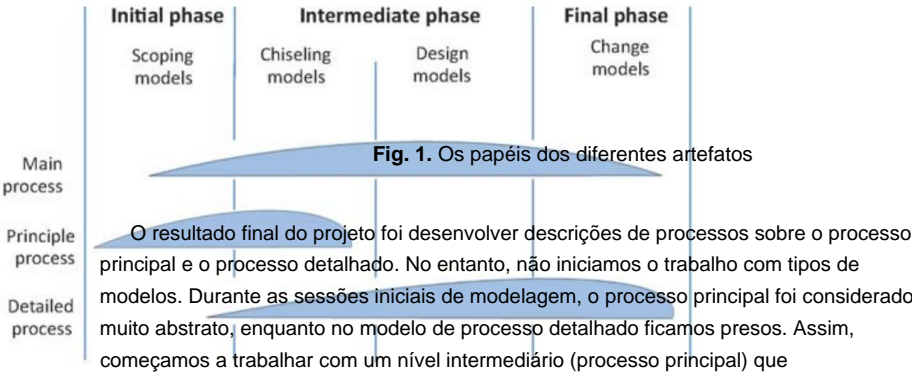 Initial phase Intermediate phase Final phase
Scoping models
Chiseling models
Design models
Change models
Main process
Fig. 1. Os papéis dos diferentes artefatos
Principle process
O resultado final do projeto foi desenvolver descrições de processos sobre o processo
principal e o processo detalhado. No entanto, não iniciamos o trabalho com tipos de
Detailed process
modelos. Durante as sessões iniciais de modelagem, o processo principal foi considerado
muito abstrato, enquanto no modelo de processo detalhado ficamos presos. Assim,
começamos a trabalhar com um nível intermediário (processo principal) que